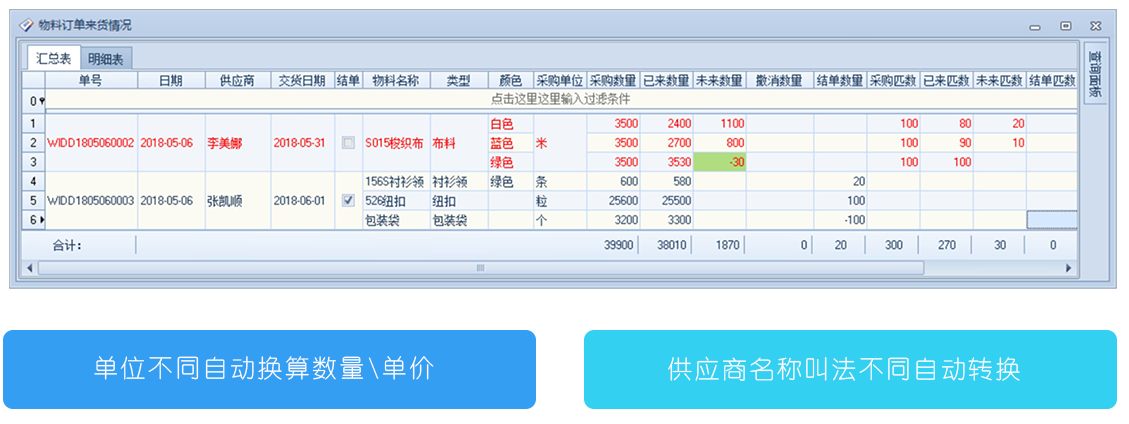 物料订单来货情况
汇总表 明细表
单号 日期 供应商 交货日期 结单 物料名称 类型 颜色 采购单位 采购数量 已来数量 未来数量 撤消数量 结单数量 采购匹数 已来匹数 未来匹数 结单匹数
0 点击这里这里输入过滤条件
1 白色 3500 2400 1100 100 80 20
2 WIDD1805060002 2018-05-06 李美娜 2018-05-31 S015梭织布 布料 蓝色 米 3500 2700 800 100 90 10
3 绿色 3500 3530 -30 100 100
4 156S衬衫领 衬衫领 绿色 条 600 580 20
5 WIDD1805060003 2018-05-06 张凯顺 2018-06-01 526纽扣 纽扣 粒 25600 25500 100
6 包装袋 包装袋 个 3200 3300 -100
合计: 39900 38010 1870 0 20 300 270 30 0
查询面板
单位不同自动换算数量\单价
供应商名称叫法不同自动转换